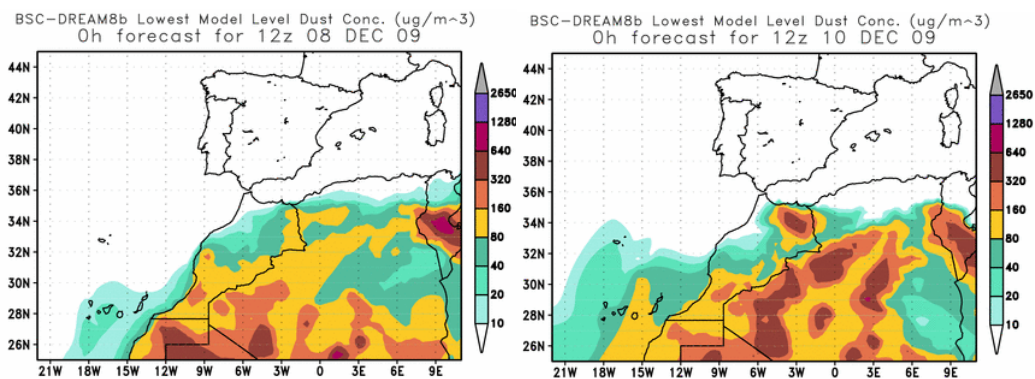 BSC-DREAM8b Lowest Model Level Dust Conc. (ug/m^3)
0h forecast for 12z 08 DEC 09
44N
42N
40N
38N
36N
34N
32N
30N
28N
26N
21W 18W 15W 12W 9W 6W 3W 0 3E 6E 9E
2650
1280
640
320
160
80
40
20
10
BSC-DREAM8b Lowest Model Level Dust Conc. (ug/m^3)
0h forecast for 12z 10 DEC 09
44N
42N
40N
38N
36N
34N
32N
30N
28N
26N
21W 18W 15W 12W 9W 6W 3W 0 3E 6E 9E
2650
1280
640
320
160
80
40
20
10